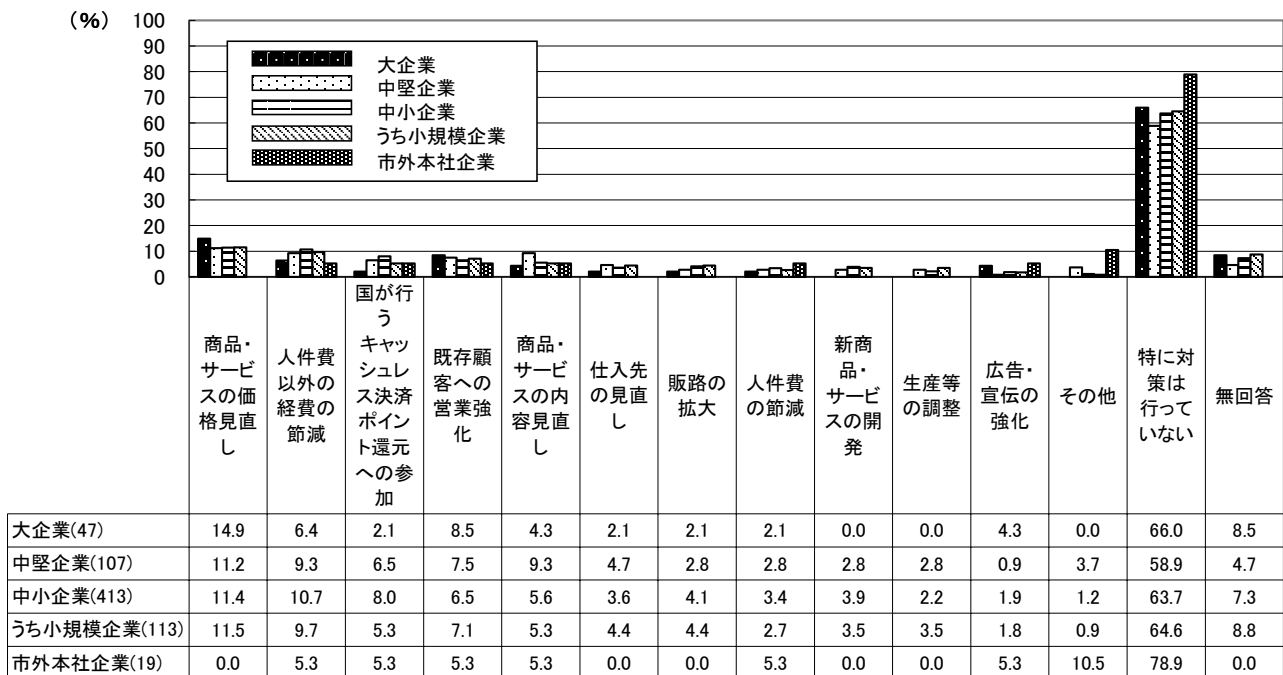 （％）
100
90
80
70
60
50
40
30
20
10
0
大企業
中堅企業
中小企業
うち小規模企業
市外本社企業
商品・
サービ
スの価
格見直
し
人件費
以外の
経費の
節減
国が行
う
キャッ
シュレ
ス決済
ポイン
ト還元
への参
加
既存顧
客への
営業強
化
商品・
サービ
スの内
容見直
し
仕入先
の見直
し
販路の
拡大
人件費
の節減
新商
品・
サービ
スの開
発
生産等
の調整
広告・
宣伝の
強化
その他
特に対
策は
行って
いない
無回答
大企業(47) 14.9 6.4 2.1 8.5 4.3 2.1 2.1 2.1 0.0 0.0 4.3 0.0 66.0 8.5
中堅企業(107) 11.2 9.3 6.5 7.5 9.3 4.7 2.8 2.8 2.8 2.8 0.9 3.7 58.9 4.7
中小企業(413) 11.4 10.7 8.0 6.5 5.6 3.6 4.1 3.4 3.9 2.2 1.9 1.2 63.7 7.3
うち小規模企業(113) 11.5 9.7 5.3 7.1 5.3 4.4 4.4 2.7 3.5 3.5 1.8 0.9 64.6 8.8
市外本社企業(19) 0.0 5.3 5.3 5.3 5.3 0.0 0.0 5.3 0.0 0.0 5.3 10.5 78.9 0.0